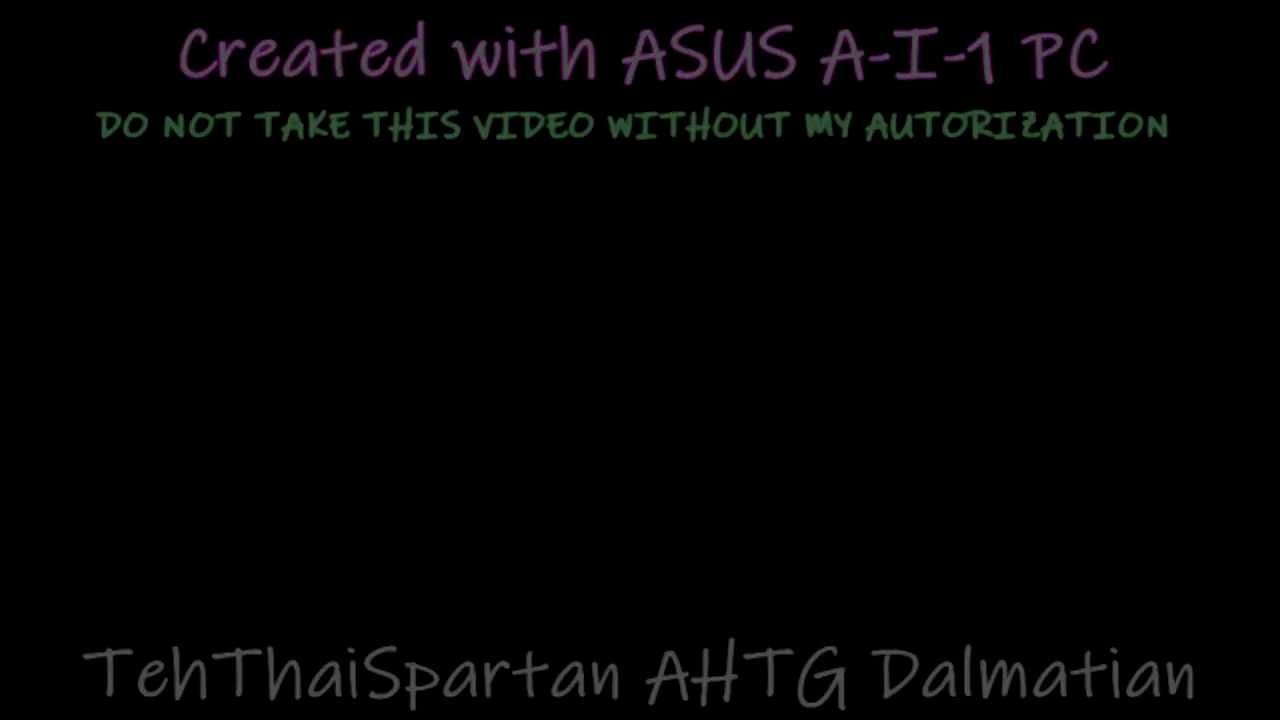 Created with ASUS A-I-1 PC
DO NOT TAKE THIS VIDEO WITHOUT MY AUTORIZATION
TehThaiSpartan AHTG Dalmatian